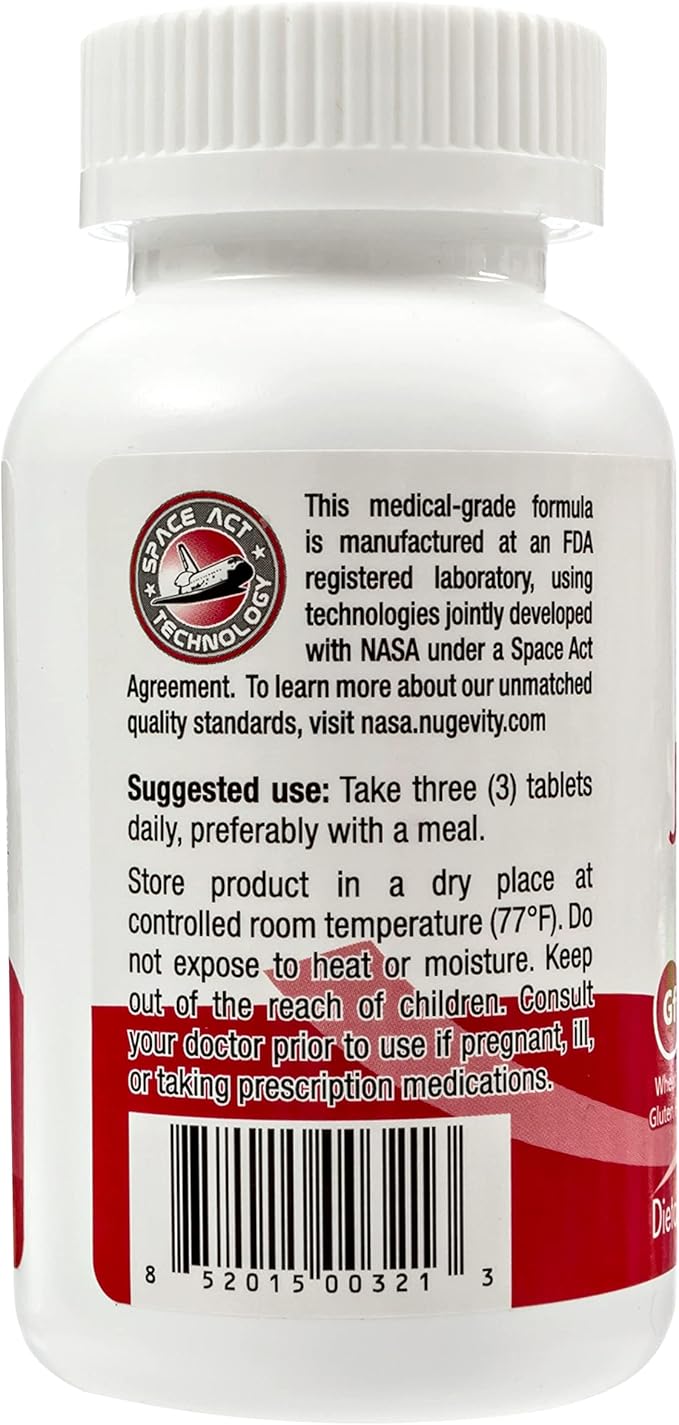 SPACE ACT
TECHNOLOGY
This medical-grade formula
is manufactured at an FDA
registered laboratory, using
technologies jointly developed
with NASA under a Space Act
Agreement. To learn more about our unmatched
quality standards, visit nasa.nugevity.com
Suggested use: Take three (3) tablets
daily, preferably with a meal.
Store product in a dry place at
controlled room temperature (77°F). Do
not expose to heat or moisture. Keep
out of the reach of children. Consult
your doctor prior to use if pregnant, ill,
or taking prescription medications.
8 52015 00321 3